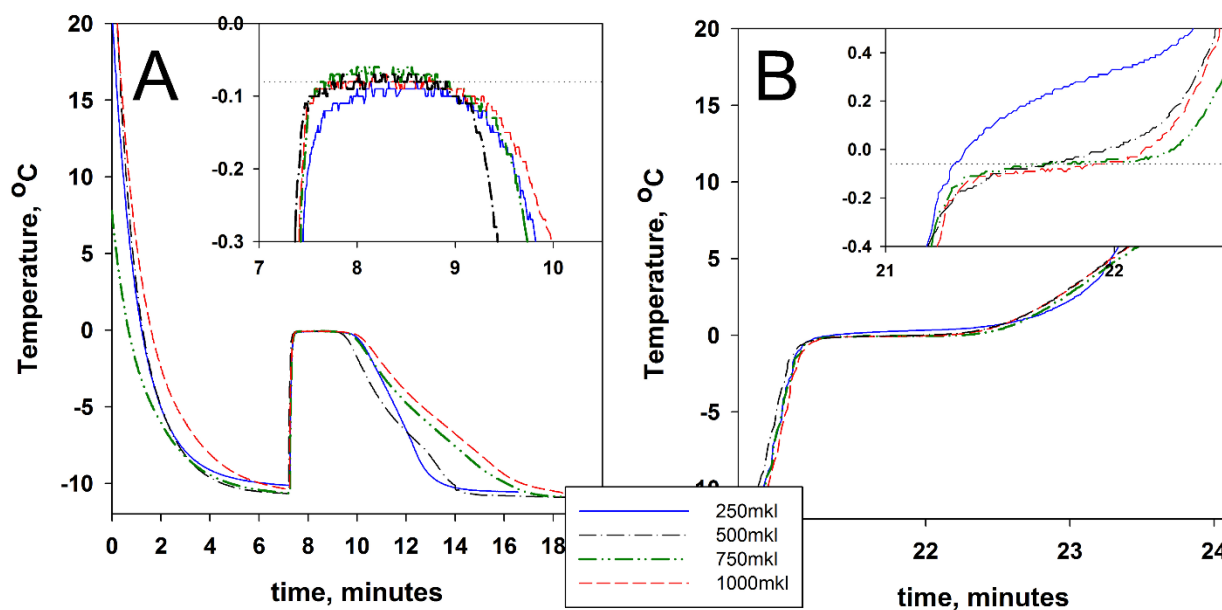 A
Temperature, ºC
20
15
10
5
0
-5
-10
0 2 4 6 8 10 12 14 16 18
time, minutes
0.0
-0.1
-0.2
-0.3
7 8 9 10
B
Temperature, ºC
20
15
10
5
0
-5
10
22 23 24
time, minutes
0.4
0.2
0.0
-0.2
-0.4
21 22
250mkl
500mkl
750mkl
1000mkl